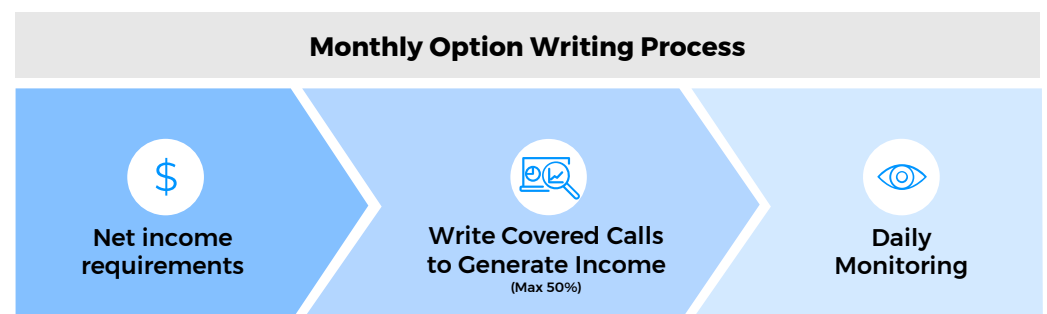 Monthly Option Writing Process
$
Net income
requirements
Write Covered Calls
to Generate Income
(Max 50%)
Daily
Monitoring